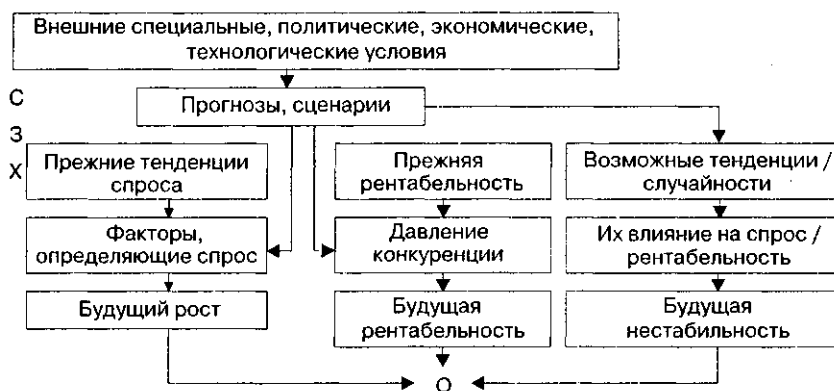 Внешние специальные, политические, экономические,
технологические условия
С
З
Х
Прогнозы, сценарии
Прежние тенденции
спроса
Прежняя
рентабельность
Возможные тенденции /
случайности
Факторы,
определяющие спрос
Давление
конкуренции
Их влияние на спрос /
рентабельность
Будущий рост
Будущая
рентабельность
Будущая
нестабильность
О